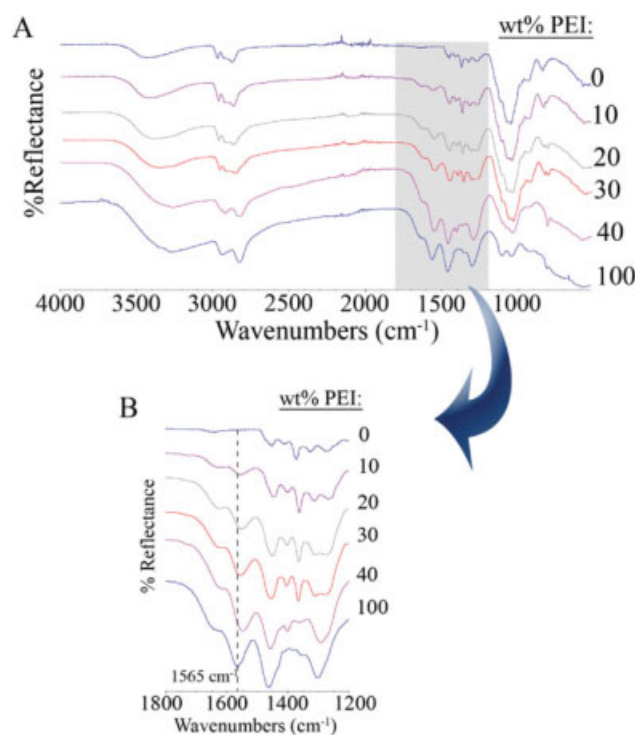 A
wt% PEI:
%Reflectance
0
10
20
30
40
100
4000 3500 3000 2500 2000 1500 1000
Wavenumbers (cm⁻¹)
B
wt% PEI:
% Reflectance
0
10
20
30
40
100
1565 cm⁻¹
1800 1600 1400 1200
Wavenumbers (cm⁻¹)